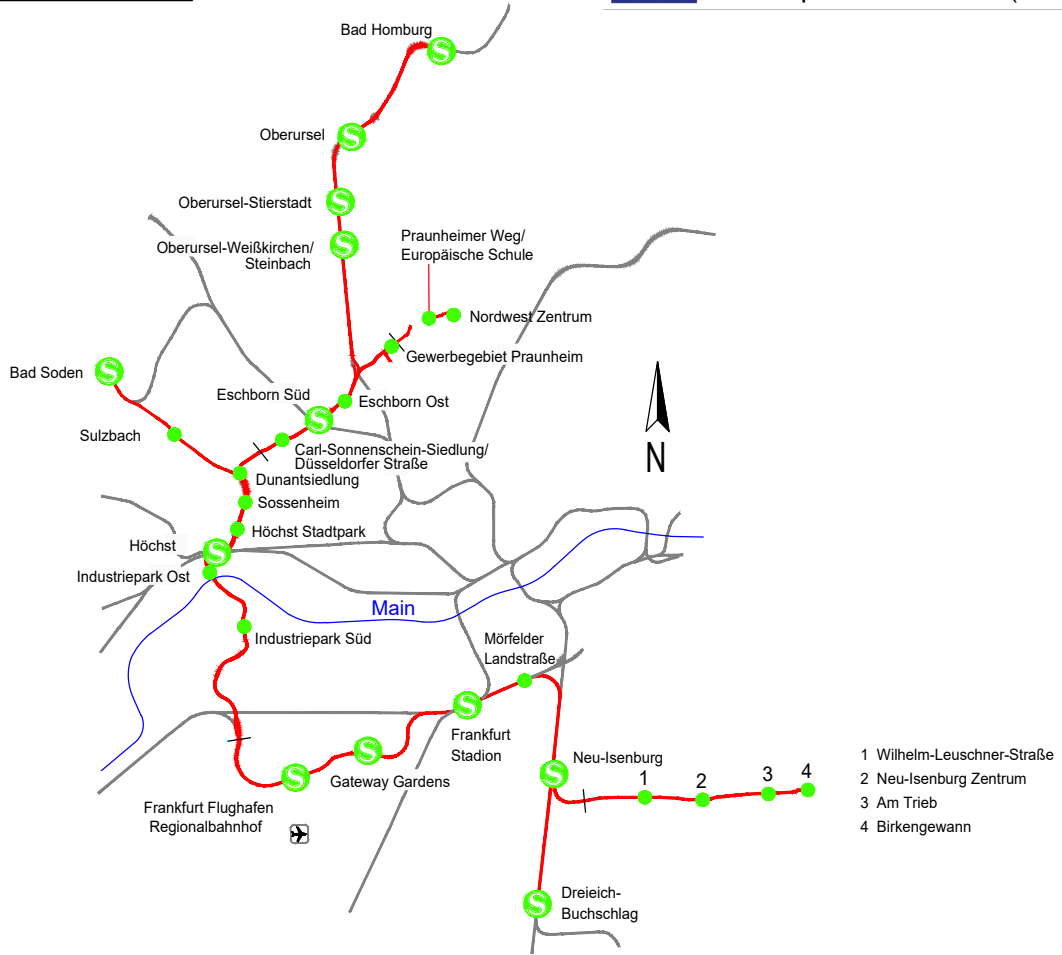 Bad Homburg
Oberursel
Oberursel-Stierstadt
Oberursel-Weißkirchen/
Steinbach
Praunheimer Weg/
Europäische Schule
Nordwest Zentrum
Gewerbegebiet Praunheim
Bad Soden
Eschborn Süd
Eschborn Ost
Sulzbach
Carl-Sonnenschein-Siedlung/
Düsseldorfer Straße
Dunantsiedlung
Sossenheim
N
Höchst Stadtpark
Höchst
Industriepark Ost
Main
Industriepark Süd
Mörfelder
Landstraße
Frankfurt
Stadion
Neu-Isenburg
Gateway Gardens
Frankfurt Flughafen
Regionalbahnhof
1 2 3 4
1 Wilhelm-Leuschner-Straße
2 Neu-Isenburg Zentrum
3 Am Trieb
4 Birkengewann
Dreieich-
Buchschlag